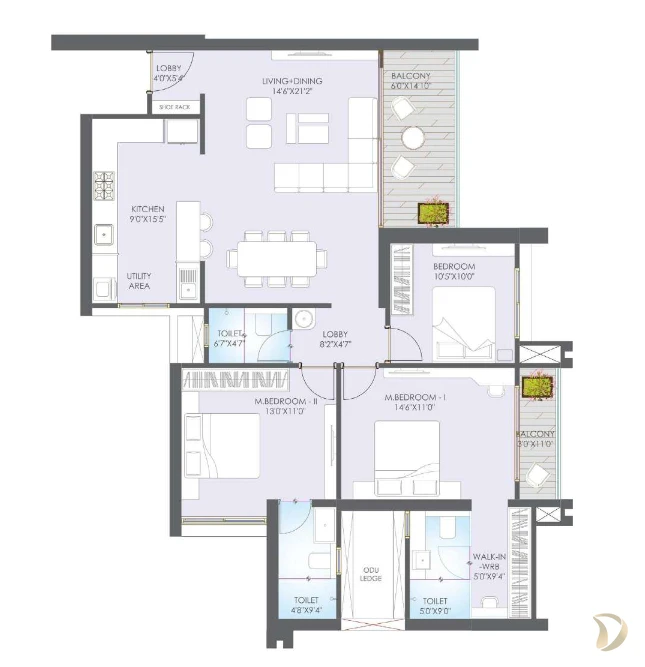 LOBBY
4'0"X5'4"
SHOE RACK
LIVING+DINING
14'6"X21'2"
BALCONY
6'0"X14'10"
KITCHEN
9'0"X15'5"
UTILITY
AREA
BEDROOM
10'5"X10'0"
TOILET
6'7"X4'7"
LOBBY
8'2"X4'7"
M.BEDROOM - II
13'0"X11'0"
M.BEDROOM - I
14'6"X11'0"
BALCONY
3'0"X11'0"
TOILET
4'8"X9'4"
ODU
LEDGE
TOILET
5'0"X9'0"
WALK-IN
-WRB
5'0"X9'4"